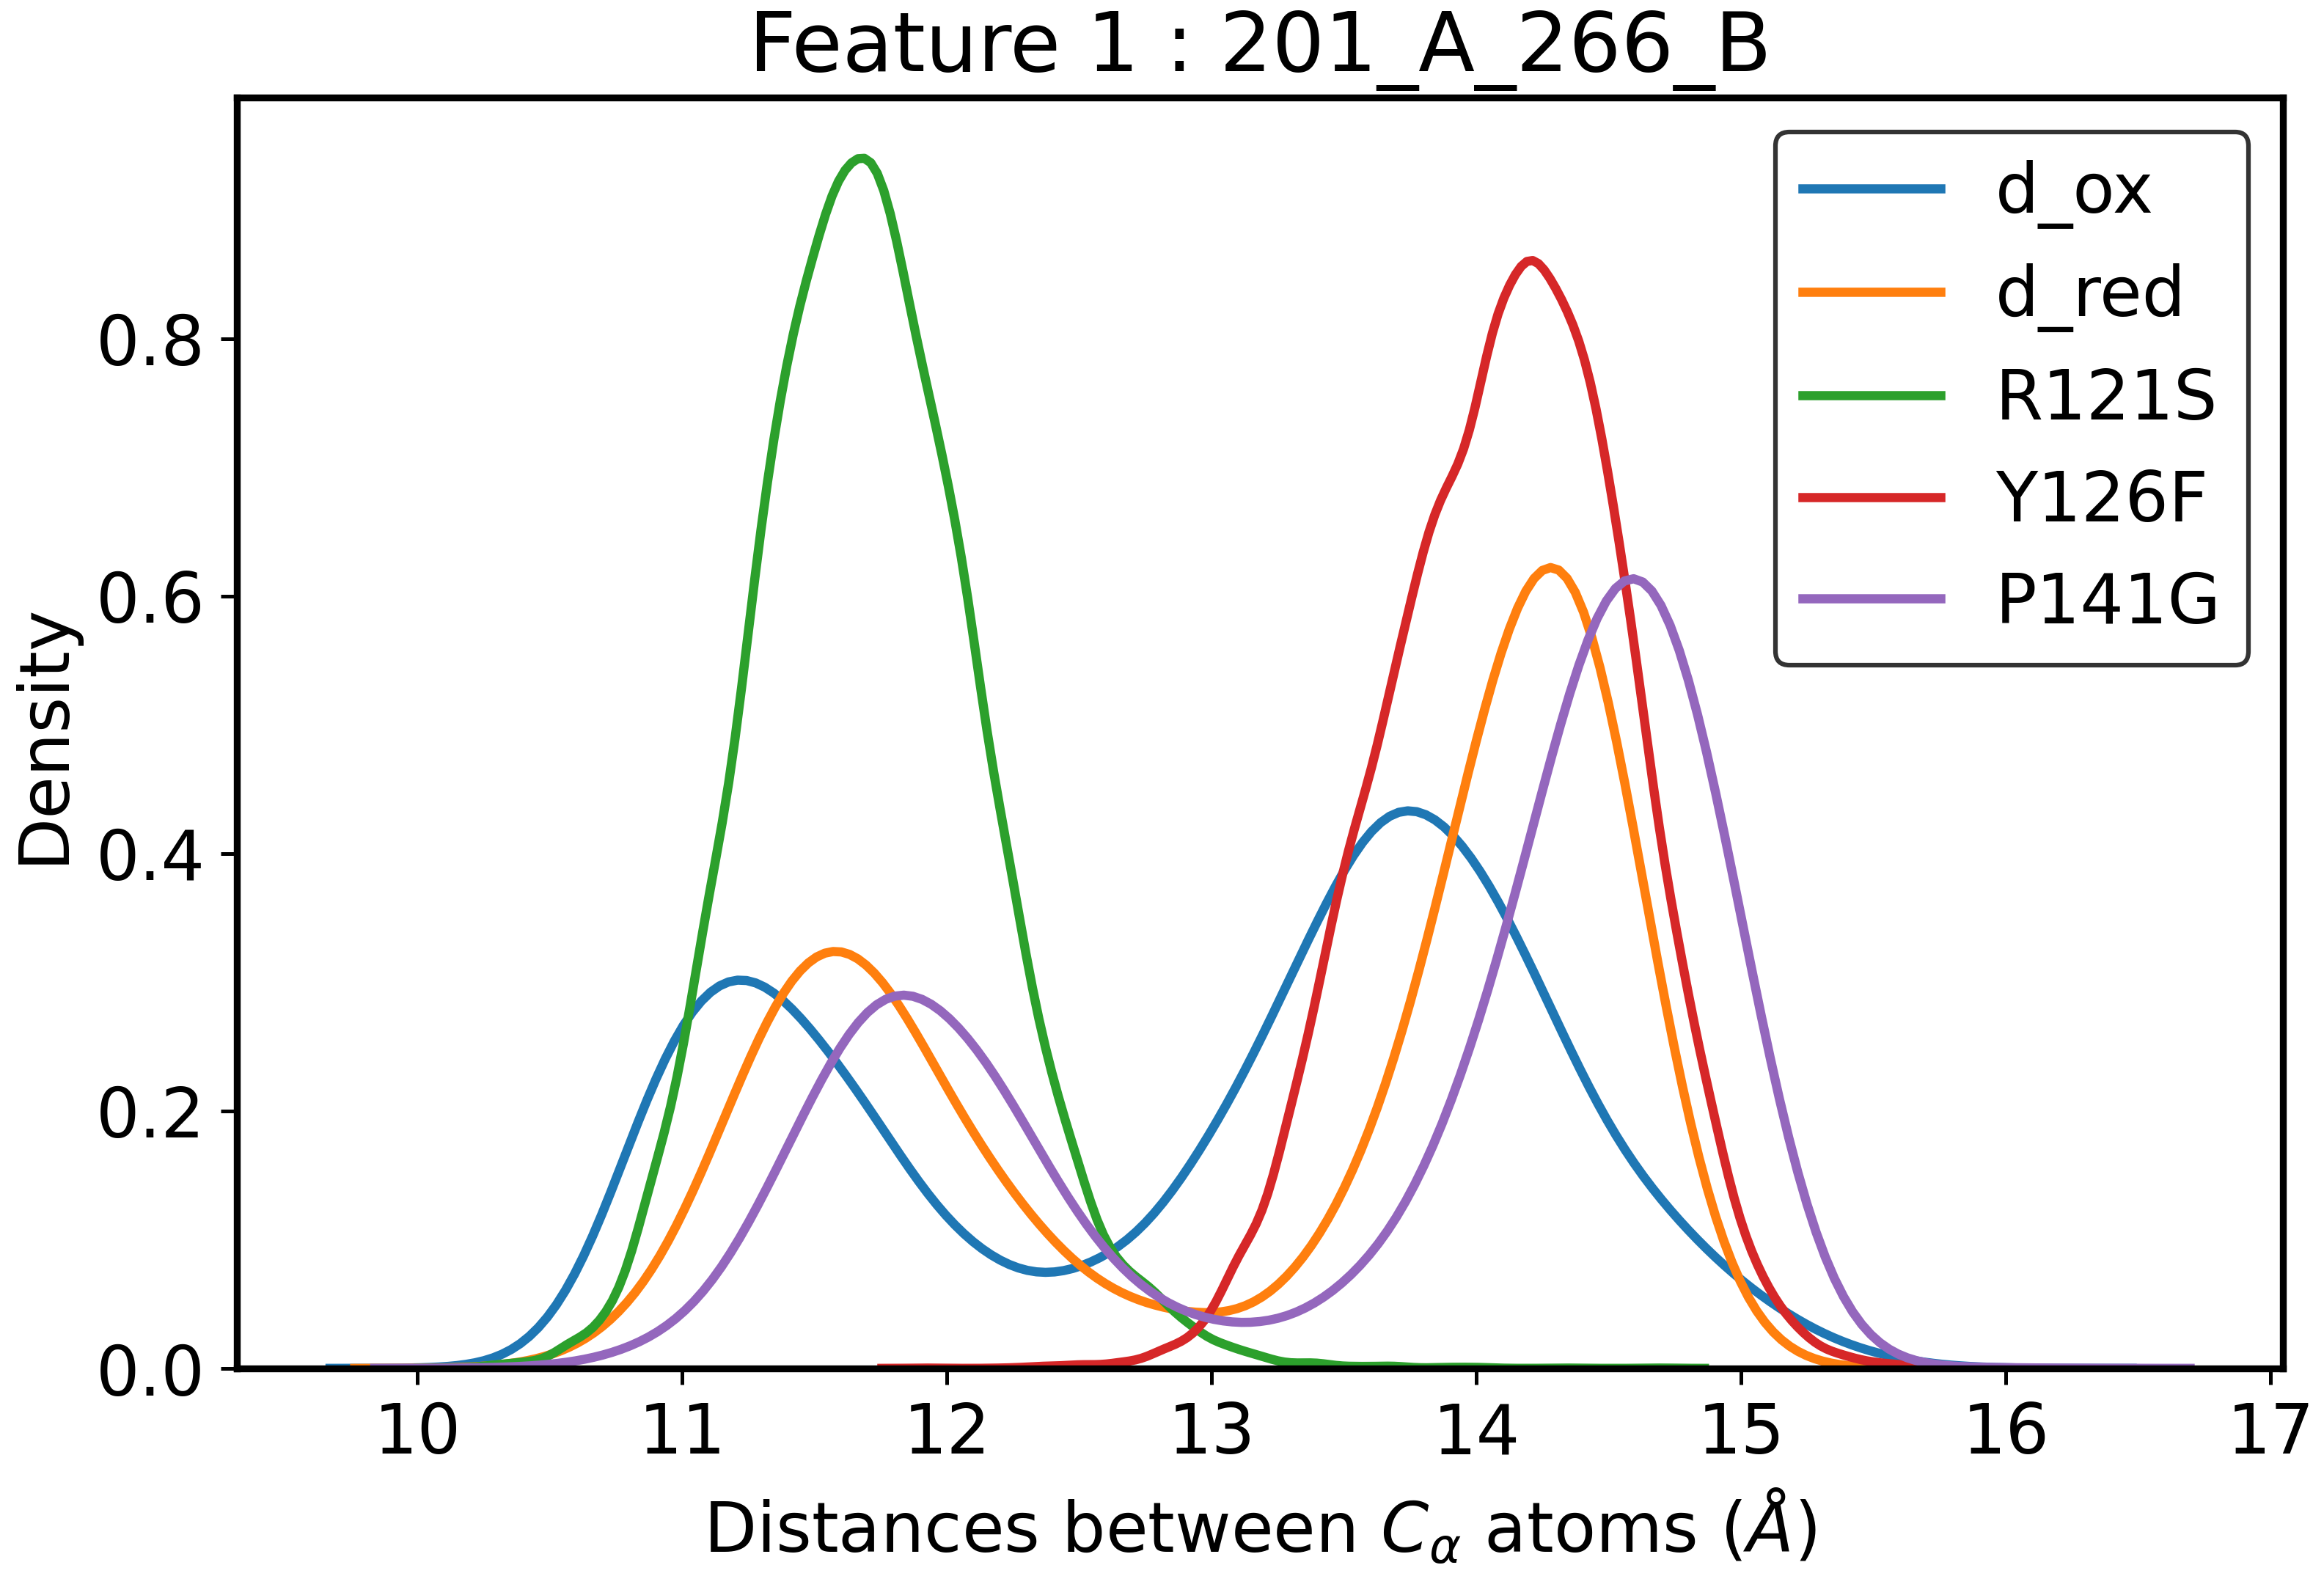 Feature 1 : 201_A_266_B
d_ox
d_red
R121S
Y126F
P141G
Density
0.8
0.6
0.4
0.2
0.0
10 11 12 13 14 15 16 17
Distances between Cα atoms (Å)